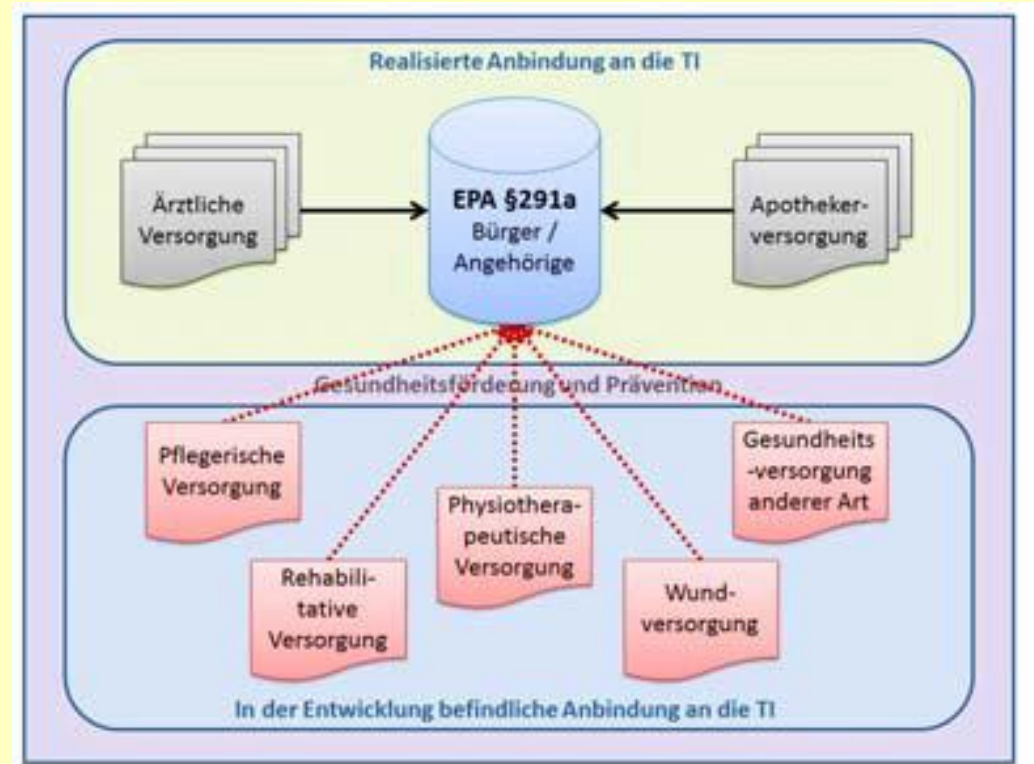 Realisierte Anbindung an die TI
Ärztliche
Versorgung
EPA §291a
Bürger /
Angehörige
Apotheker-
versorgung
Gesundheitsförderung und Prävention
Pflegerische
Versorgung
Rehabili-
tative
Versorgung
Physiothera-
peutische
Versorgung
Wund-
versorgung
Gesundheits
-versorgung
anderer Art
In der Entwicklung befindliche Anbindung an die TI